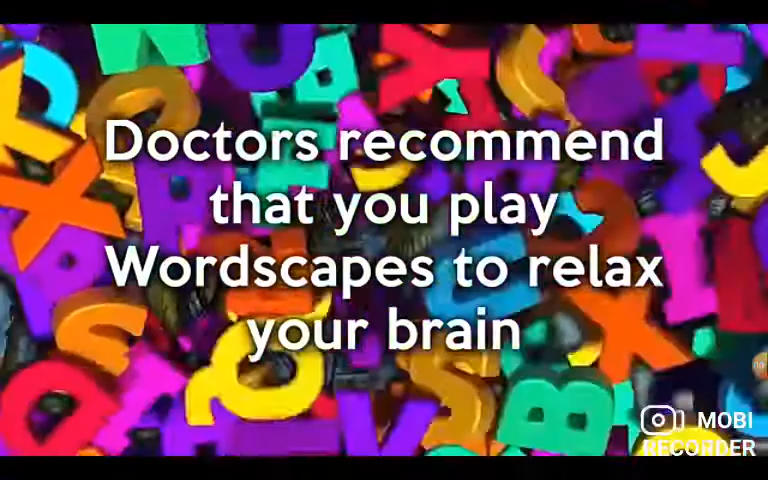 Doctors recommend
that you play
Wordscapes to relax
your brain
MOBI
RECORDER